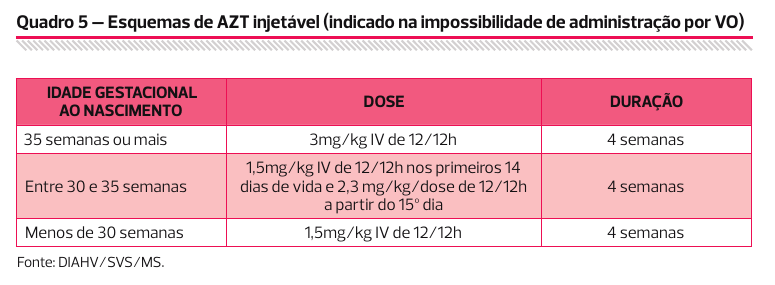 Quadro 5 — Esquemas de AZT injetável (indicado na impossibilidade de administração por VO)
IDADE GESTACIONAL
AO NASCIMENTO
DOSE
DURAÇÃO
35 semanas ou mais
3mg/kg IV de 12/12h
4 semanas
Entre 30 e 35 semanas
1,5mg/kg IV de 12/12h nos primeiros 14
dias de vida e 2,3 mg/kg/dose de 12/12h
a partir do 15º dia
4 semanas
Menos de 30 semanas
1,5mg/kg IV de 12/12h
4 semanas
Fonte: DIAHV/SVS/MS.